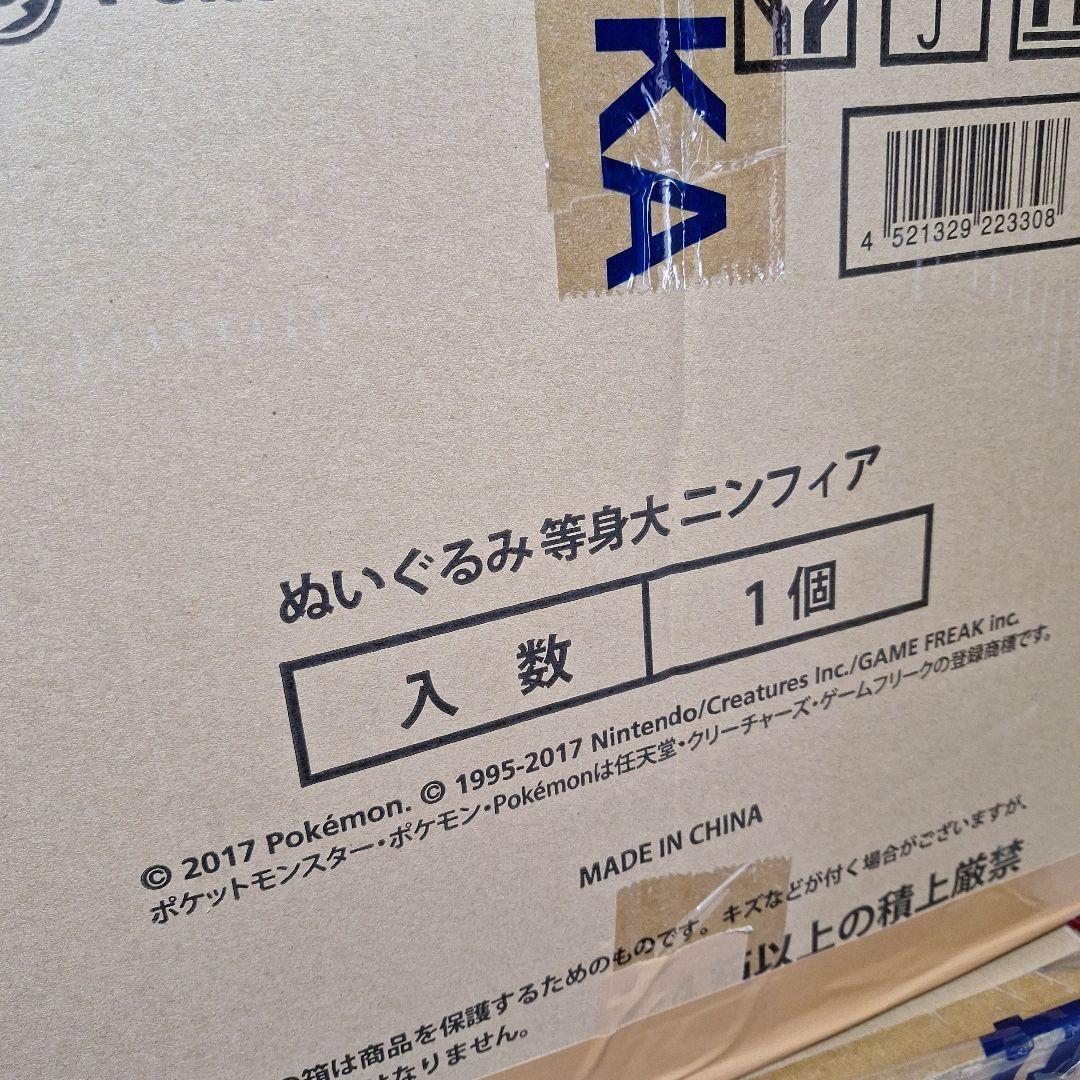 KA
4 521329 223308
ぬいぐるみ 等身大 ニンフィア
入 数 1 個
© 2017 Pokémon. © 1995-2017 Nintendo/Creatures Inc./GAME FREAK inc.
ポケットモンスター・ポケモン・Pokémonは任天堂・クリーチャーズ・ゲームフリークの登録商標です。
MADE IN CHINA
以上の積上厳禁
箱は商品を保護するためのものです。キズなどが付く場合がございますが、
なりません。